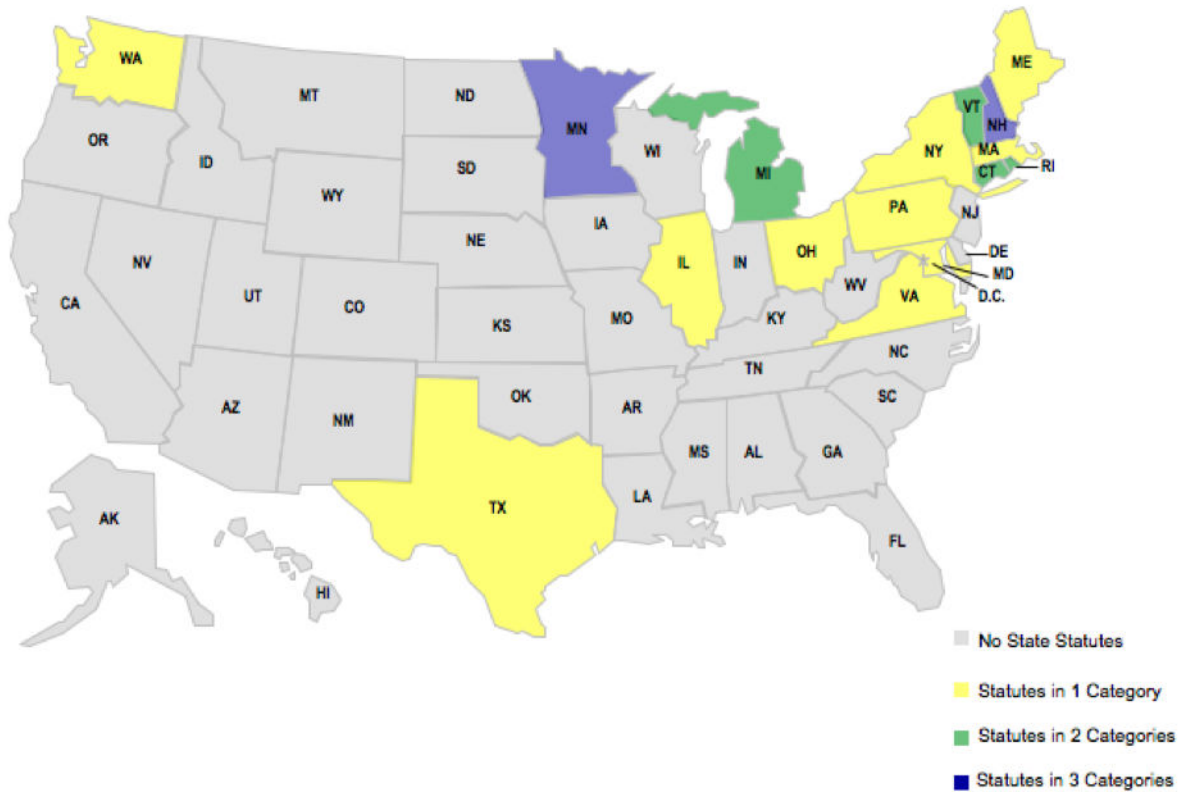 WA
ME
MT
ND
VT
MN
NH
OR
MA
WI
NY
ID
SD
RI
MI
CT
WY
PA
NJ
IA
NE
OH
DE
IL
IN
NV
MD
WV
UT
VA
D.C.
CA
CO
MO
KY
KS
NC
TN
OK
SC
AZ
AR
NM
MS
AL
GA
LA
TX
AK
FL
HI
No State Statutes
Statutes in 1 Category
Statutes in 2 Categories
Statutes in 3 Categories